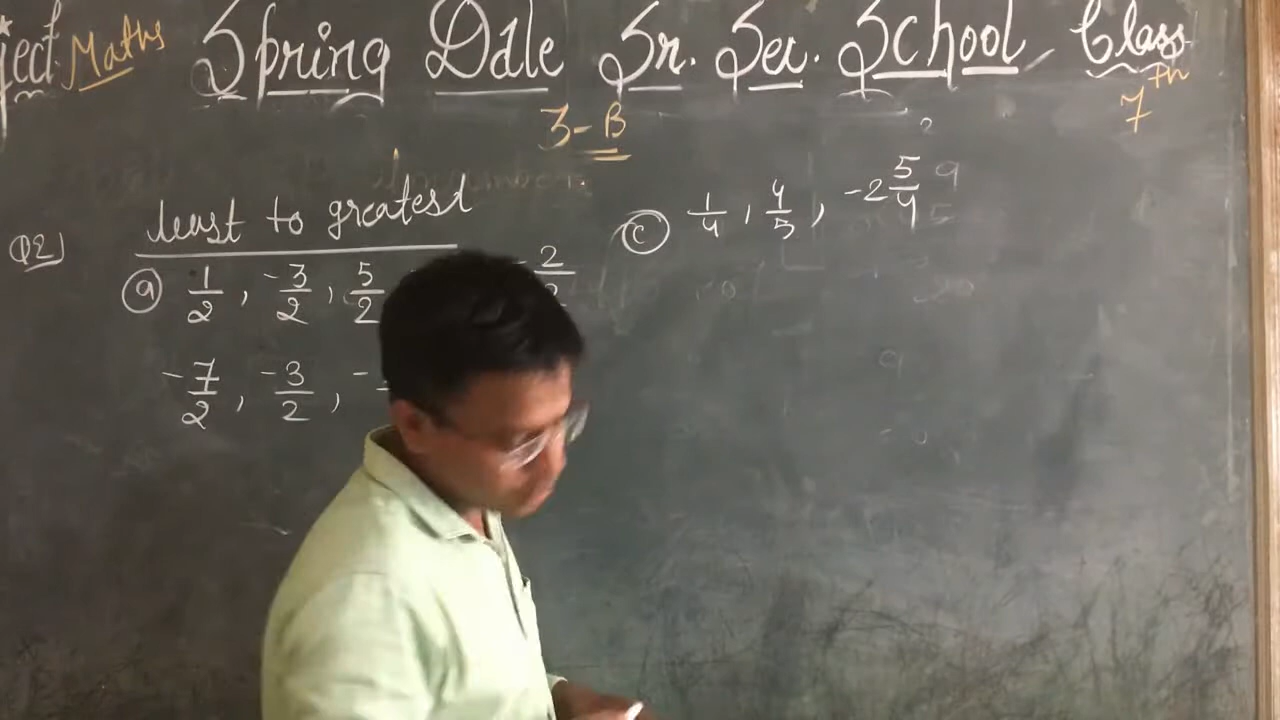 ject Maths Spring Dale Sr. Sec. School, Class 7th
3-B
Q2) least to greatest
(a) 1/2, -3/2, 5/2 -2/
-7/2, -3/2, -
(c) 1/4, 4/5, -2 5/4